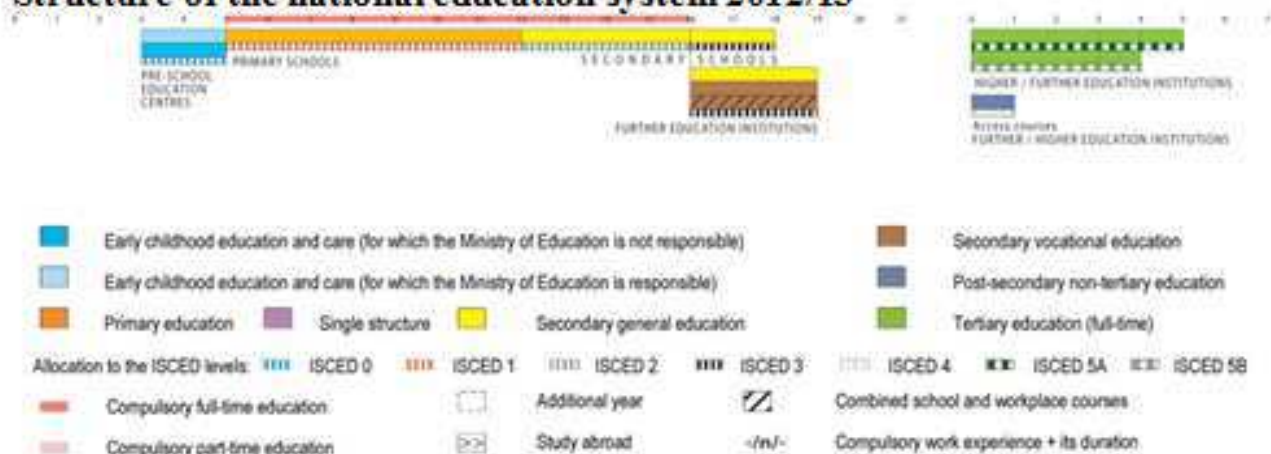 Structure of the national education system 2012/13
PRIMARY SCHOOLS
SECONDARY SCHOOLS
PRE-SCHOOL
EDUCATION
CENTRES
FURTHER EDUCATION INSTITUTIONS
HIGHER / FURTHER EDUCATION INSTITUTIONS
Access courses
FURTHER / HIGHER EDUCATION INSTITUTIONS
Early childhood education and care (for which the Ministry of Education is not responsible)
Secondary vocational education
Early childhood education and care (for which the Ministry of Education is responsible)
Post-secondary non-tertiary education
Primary education Single structure Secondary general education
Tertiary education (full-time)
Allocation to the ISCED levels: ISCED 0 ISCED 1 ISCED 2 ISCED 3 ISCED 4 ISCED 5A ISCED 5B
Compulsory full-time education Additional year Combined school and workplace courses
Compulsory part-time education >> Study abroad -/n/- Compulsory work experience + its duration